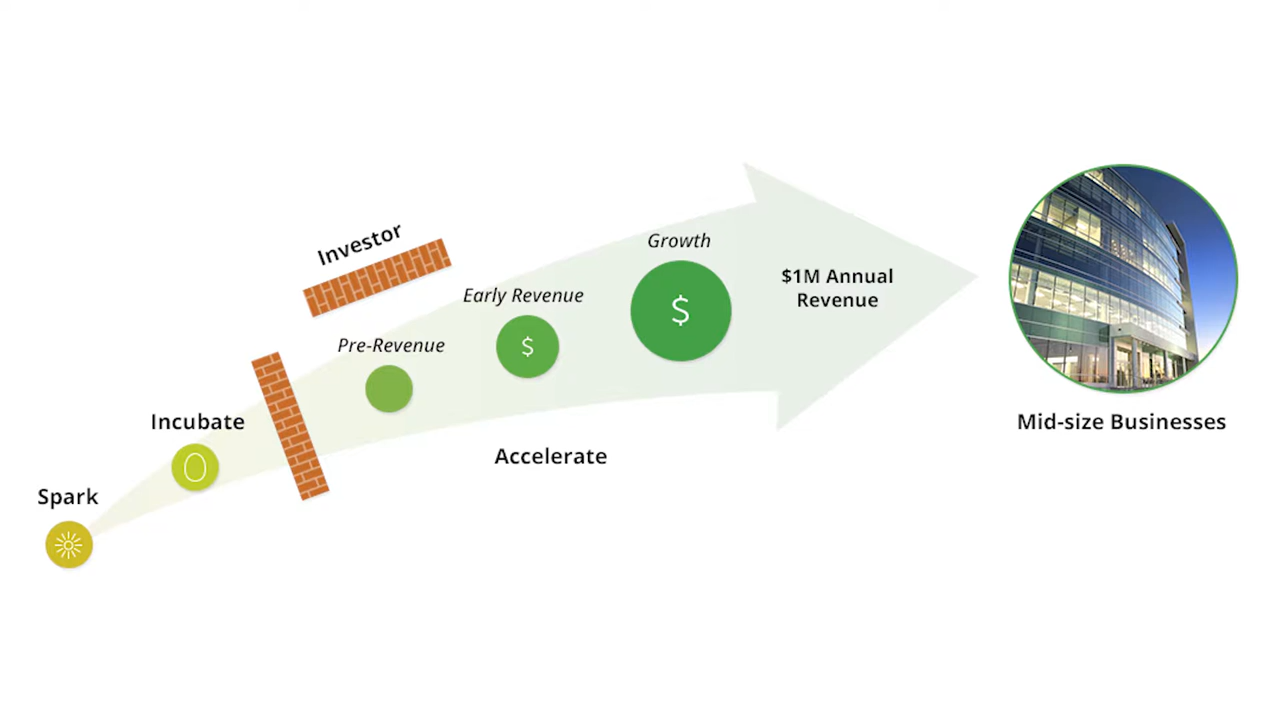 Spark
Incubate
Investor
Pre-Revenue
Early Revenue
$
Growth
$
Accelerate
$1M Annual
Revenue
Mid-size Businesses